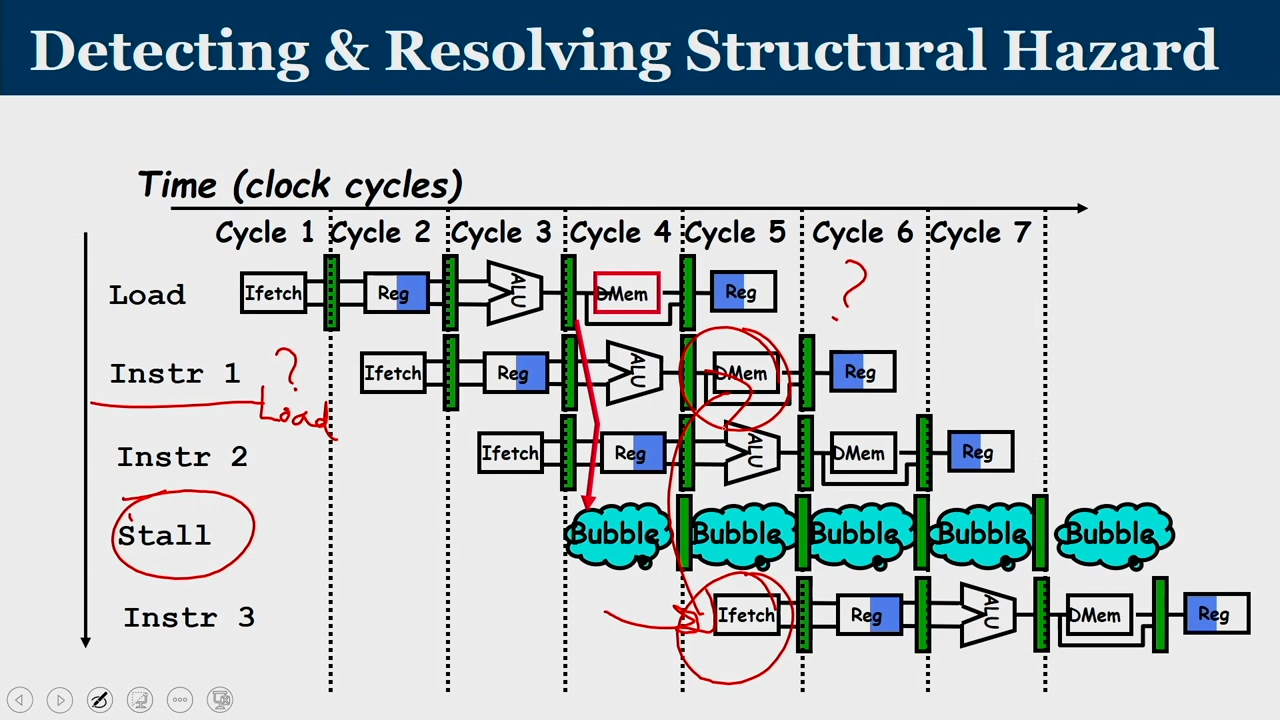 Detecting & Resolving Structural Hazard
Time (clock cycles)
Cycle 1 Cycle 2 Cycle 3 Cycle 4 Cycle 5 Cycle 6 Cycle 7
Load Ifetch Reg ALU DMem Reg ?
Instr 1 ? Ifetch Reg ALU DMem Reg
Load
Instr 2 Ifetch Reg ALU DMem Reg
Stall Bubble Bubble Bubble Bubble Bubble
Instr 3 Ifetch Reg ALU DMem Reg